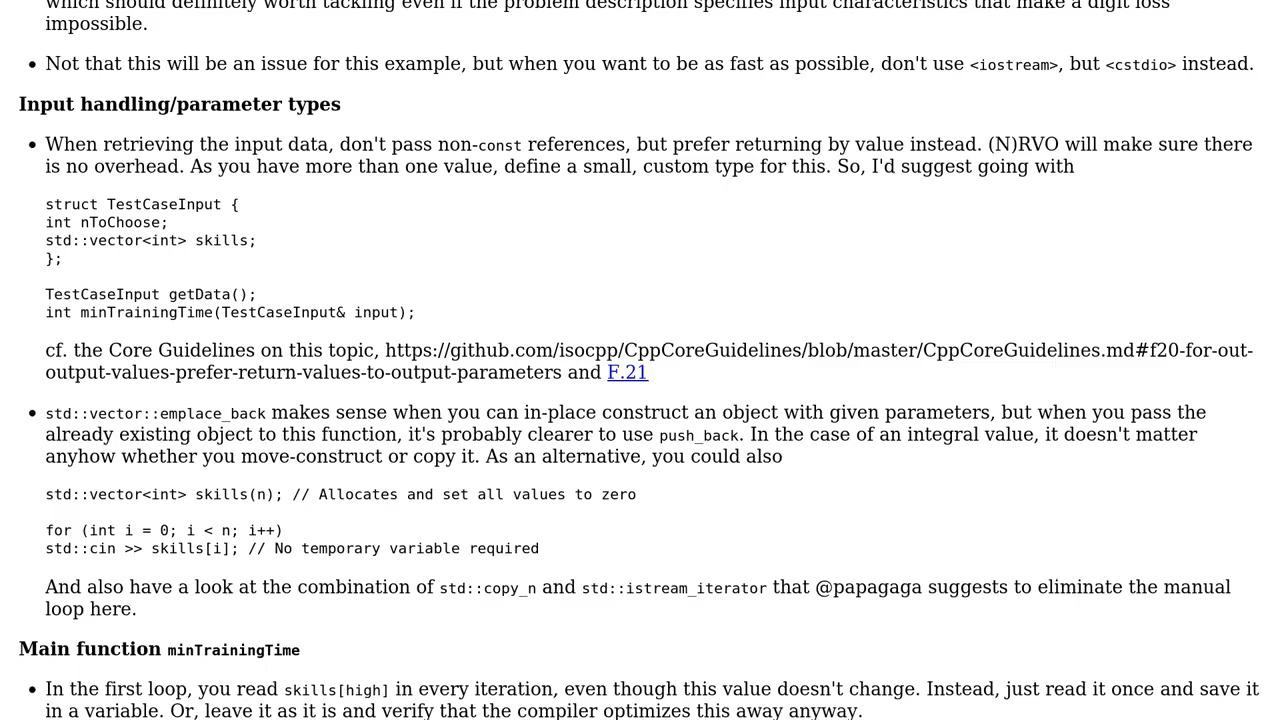 which should definitely worth tackling even if the problem description specifies input characteristics that make a digit loss
impossible.
• Not that this will be an issue for this example, but when you want to be as fast as possible, don't use <iostream>, but <cstdio> instead.
Input handling/parameter types
• When retrieving the input data, don't pass non-const references, but prefer returning by value instead. (N)RVO will make sure there
is no overhead. As you have more than one value, define a small, custom type for this. So, I'd suggest going with
struct TestCaseInput {
int nToChoose;
std::vector<int> skills;
};
TestCaseInput getData();
int minTrainingTime(TestCaseInput& input);
cf. the Core Guidelines on this topic, https://github.com/isocpp/CppCoreGuidelines/blob/master/CppCoreGuidelines.md#f20-for-out-
output-values-prefer-return-values-to-output-parameters and F.21
• std::vector::emplace_back makes sense when you can in-place construct an object with given parameters, but when you pass the
already existing object to this function, it's probably clearer to use push_back. In the case of an integral value, it doesn't matter
anyhow whether you move-construct or copy it. As an alternative, you could also
std::vector<int> skills(n); // Allocates and set all values to zero
for (int i = 0; i < n; i++)
std::cin >> skills[i]; // No temporary variable required
And also have a look at the combination of std::copy_n and std::istream_iterator that @papagaga suggests to eliminate the manual
loop here.
Main function minTrainingTime
• In the first loop, you read skills[high] in every iteration, even though this value doesn't change. Instead, just read it once and save it
in a variable. Or, leave it as it is and verify that the compiler optimizes this away anyway.